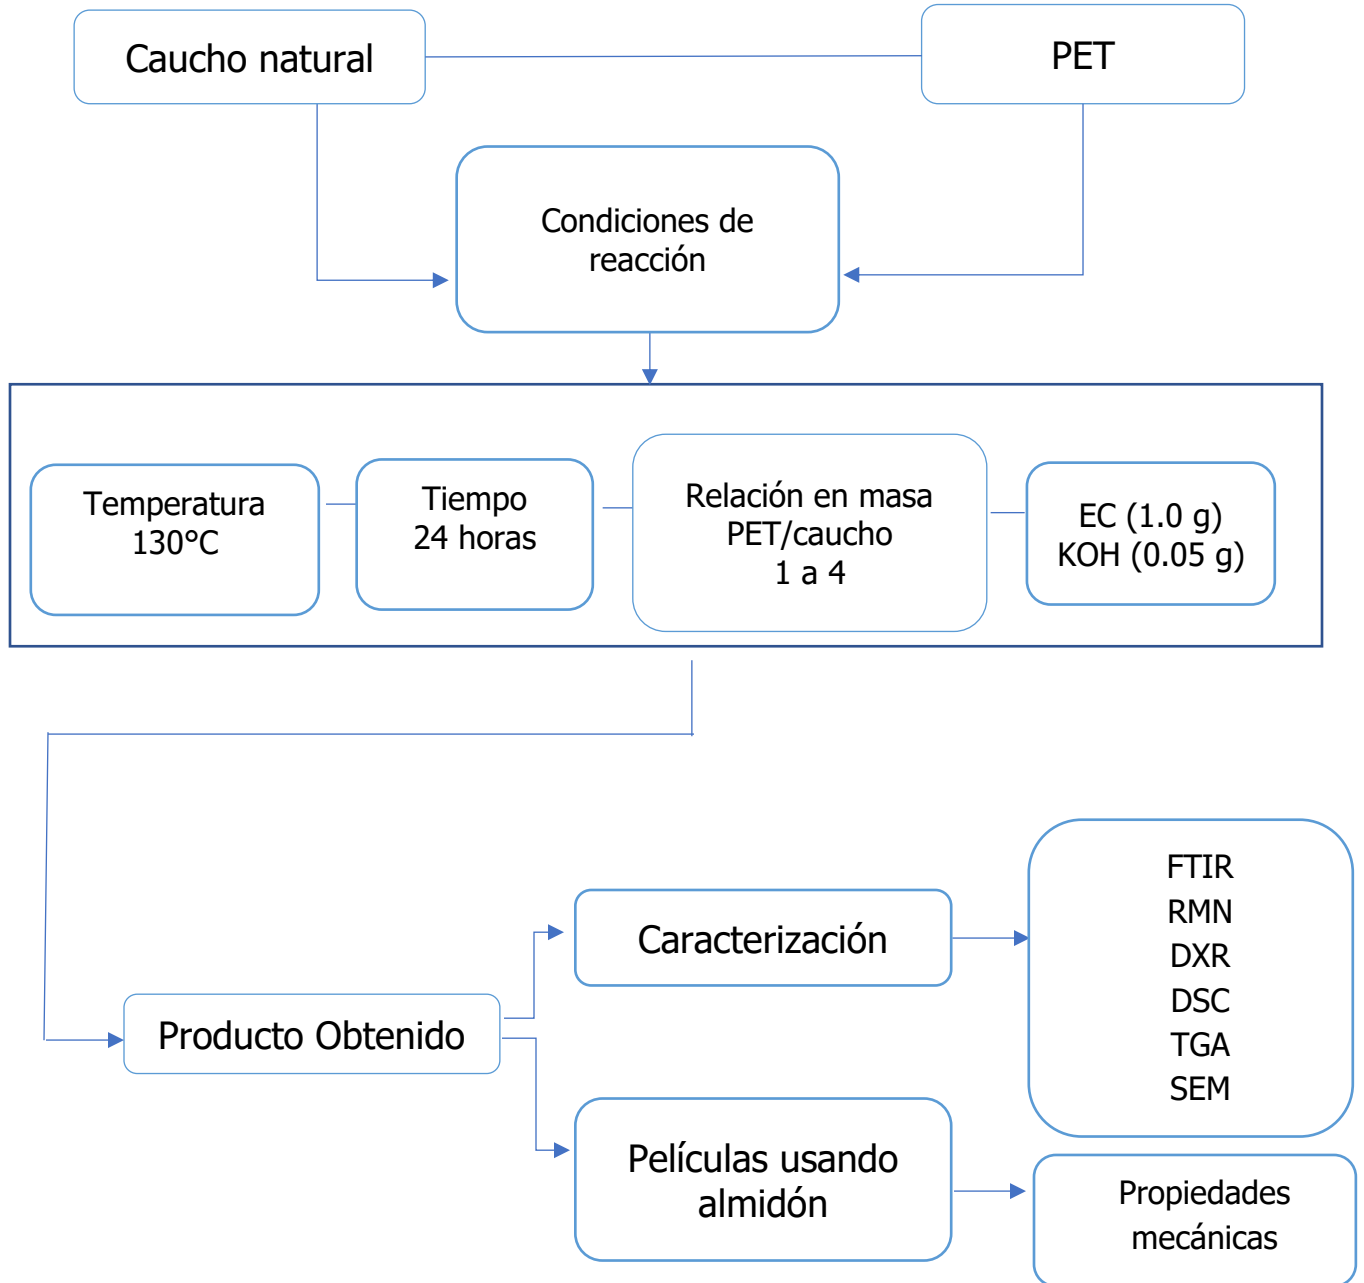 Caucho natural
PET
Condiciones de
reacción
Temperatura
130°C
Tiempo
24 horas
Relación en masa
PET/caucho
1 a 4
EC (1.0 g)
KOH (0.05 g)
FTIR
RMN
DXR
DSC
TGA
SEM
Caracterización
Producto Obtenido
Películas usando
almidón
Propiedades
mecánicas